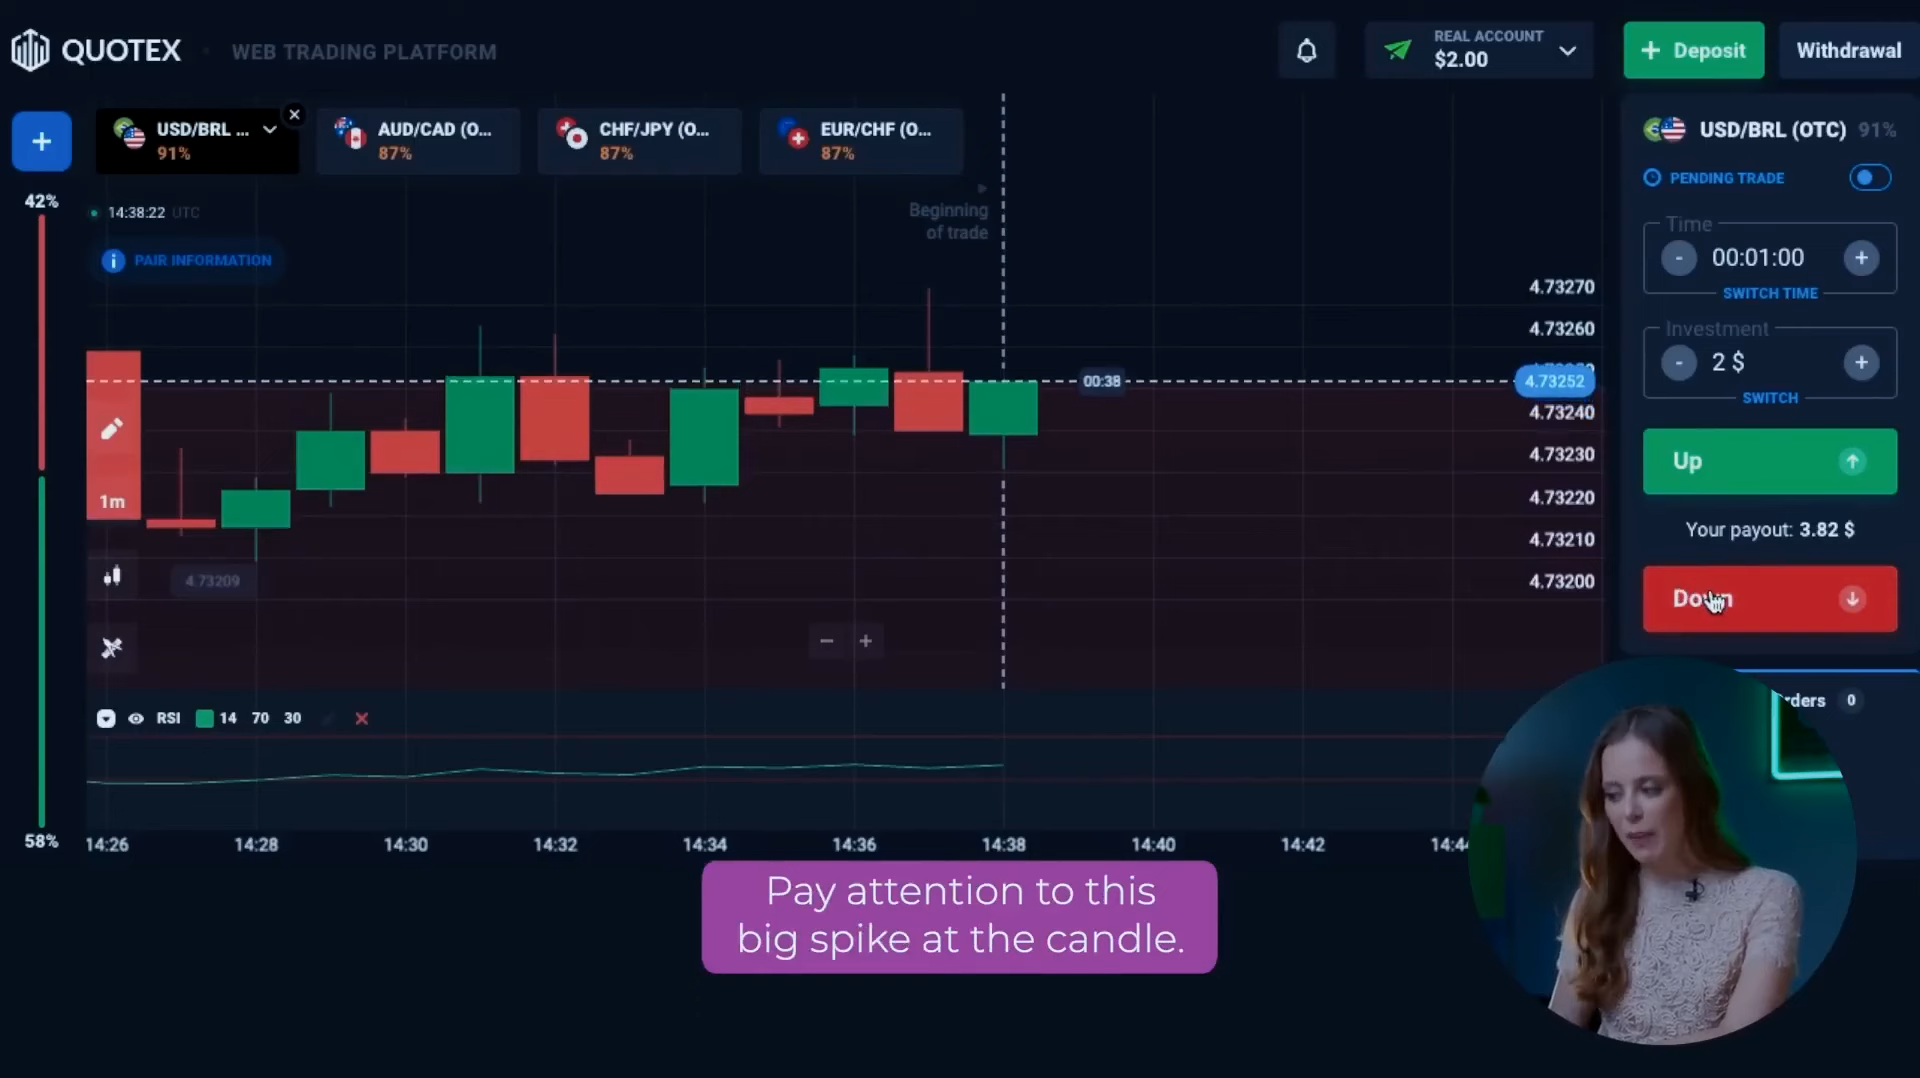 QUOTEX
WEB TRADING PLATFORM
REAL ACCOUNT
$2.00
+ Deposit
Withdrawal
USD/BRL ...
91%
AUD/CAD (O...
87%
CHF/JPY (O...
87%
EUR/CHF (O...
87%
USD/BRL (OTC) 91%
PENDING TRADE
42%
14:38:22 UTC
Beginning
of trade
PAIR INFORMATION
Time
- 00:01:00 +
SWITCH TIME
4.73270
4.73260
Investment
- 2 $ +
SWITCH
00:38
4.73252
4.73240
4.73230
4.73220
4.73210
4.73200
Up
Your payout: 3.82 $
Down
1m
4.73209
− +
RSI 14 70 30
0
58%
14:26 14:28 14:30 14:32 14:34 14:36 14:38 14:40 14:42
Pay attention to this
big spike at the candle.